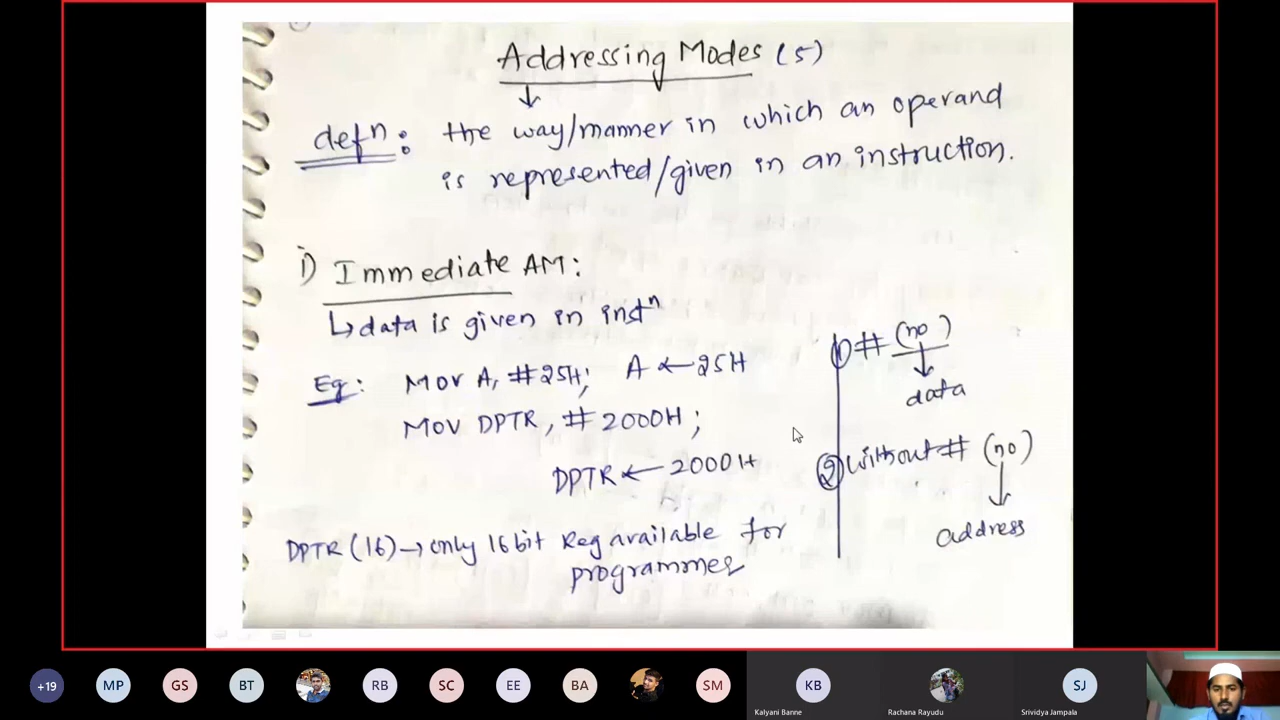 Addressing Modes (5)
defn: the way/manner in which an operand
is represented/given in an instruction.
i) Immediate AM:
↳ data is given in instn
Eg: MOV A, #25H; A ← 25H
MOV DPTR, # 2000H;
DPTR ← 2000H
DPTR (16) → only 16 bit Reg available for
programmer
1) # (no)
↓
data
2) without # (no)
↓
address
+19 MP GS BT RB SC EE BA SM KB SJ
Kalyani Banne Rachana Rayudu Srividya Jampala